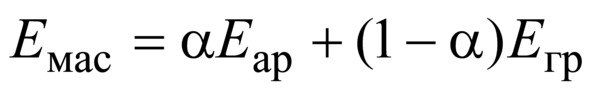 Eмас = αEар + (1 − α)Eгр